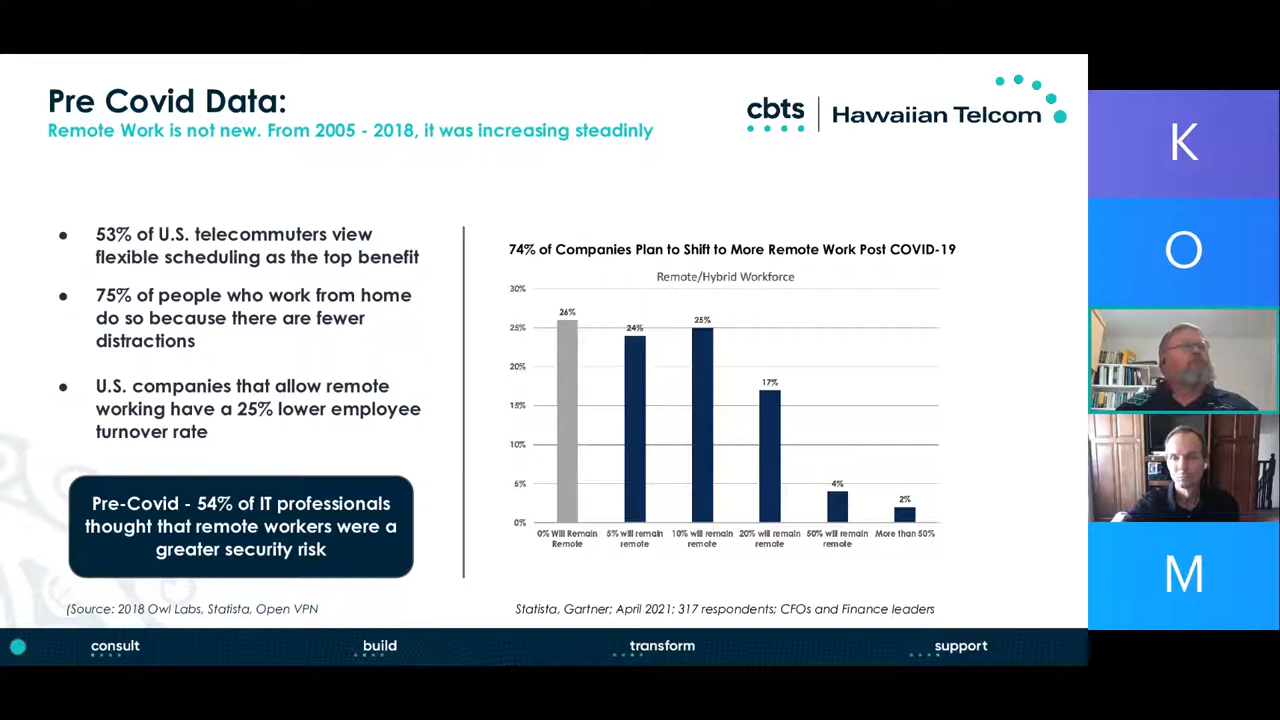 Pre Covid Data:
Remote Work is not new. From 2005 - 2018, it was increasing steadinly
cbts
Hawaiian Telcom
53% of U.S. telecommuters view
flexible scheduling as the top benefit
75% of people who work from home
do so because there are fewer
distractions
U.S. companies that allow remote
working have a 25% lower employee
turnover rate
Pre-Covid - 54% of IT professionals
thought that remote workers were a
greater security risk
(Source: 2018 Owl Labs, Statista, Open VPN
74% of Companies Plan to Shift to More Remote Work Post COVID-19
Remote/Hybrid Workforce
30%
25%
20%
15%
10%
5%
0%
26%
24%
25%
17%
4%
2%
0% Will Remain
Remote
5% will remain
remote
10% will remain
remote
20% will remain
remote
50% will remain
remote
More than 50%
Statista, Gartner; April 2021; 317 respondents; CFOs and Finance leaders
consult
build
transform
support
K
O
M